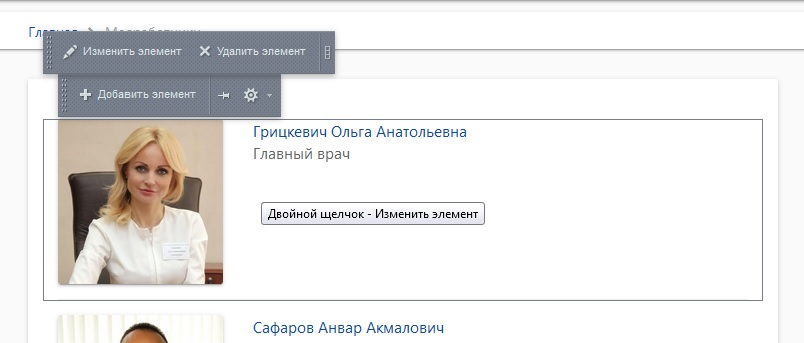 Главная
Изменить элемент Удалить элемент
Добавить элемент
Грицкевич Ольга Анатольевна
Главный врач
Двойной щелчок - Изменить элемент
Сафаров Анвар Акмалович